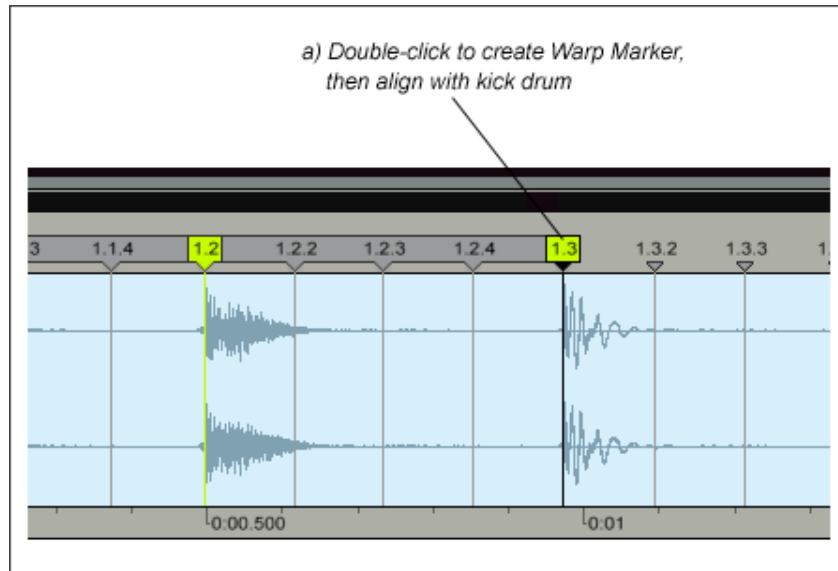 a) Double-click to create Warp Marker,
then align with kick drum
3 1.1.4 1.2 1.2.2 1.2.3 1.2.4 1.3 1.3.2 1.3.3 1.
0:00.500 0:01